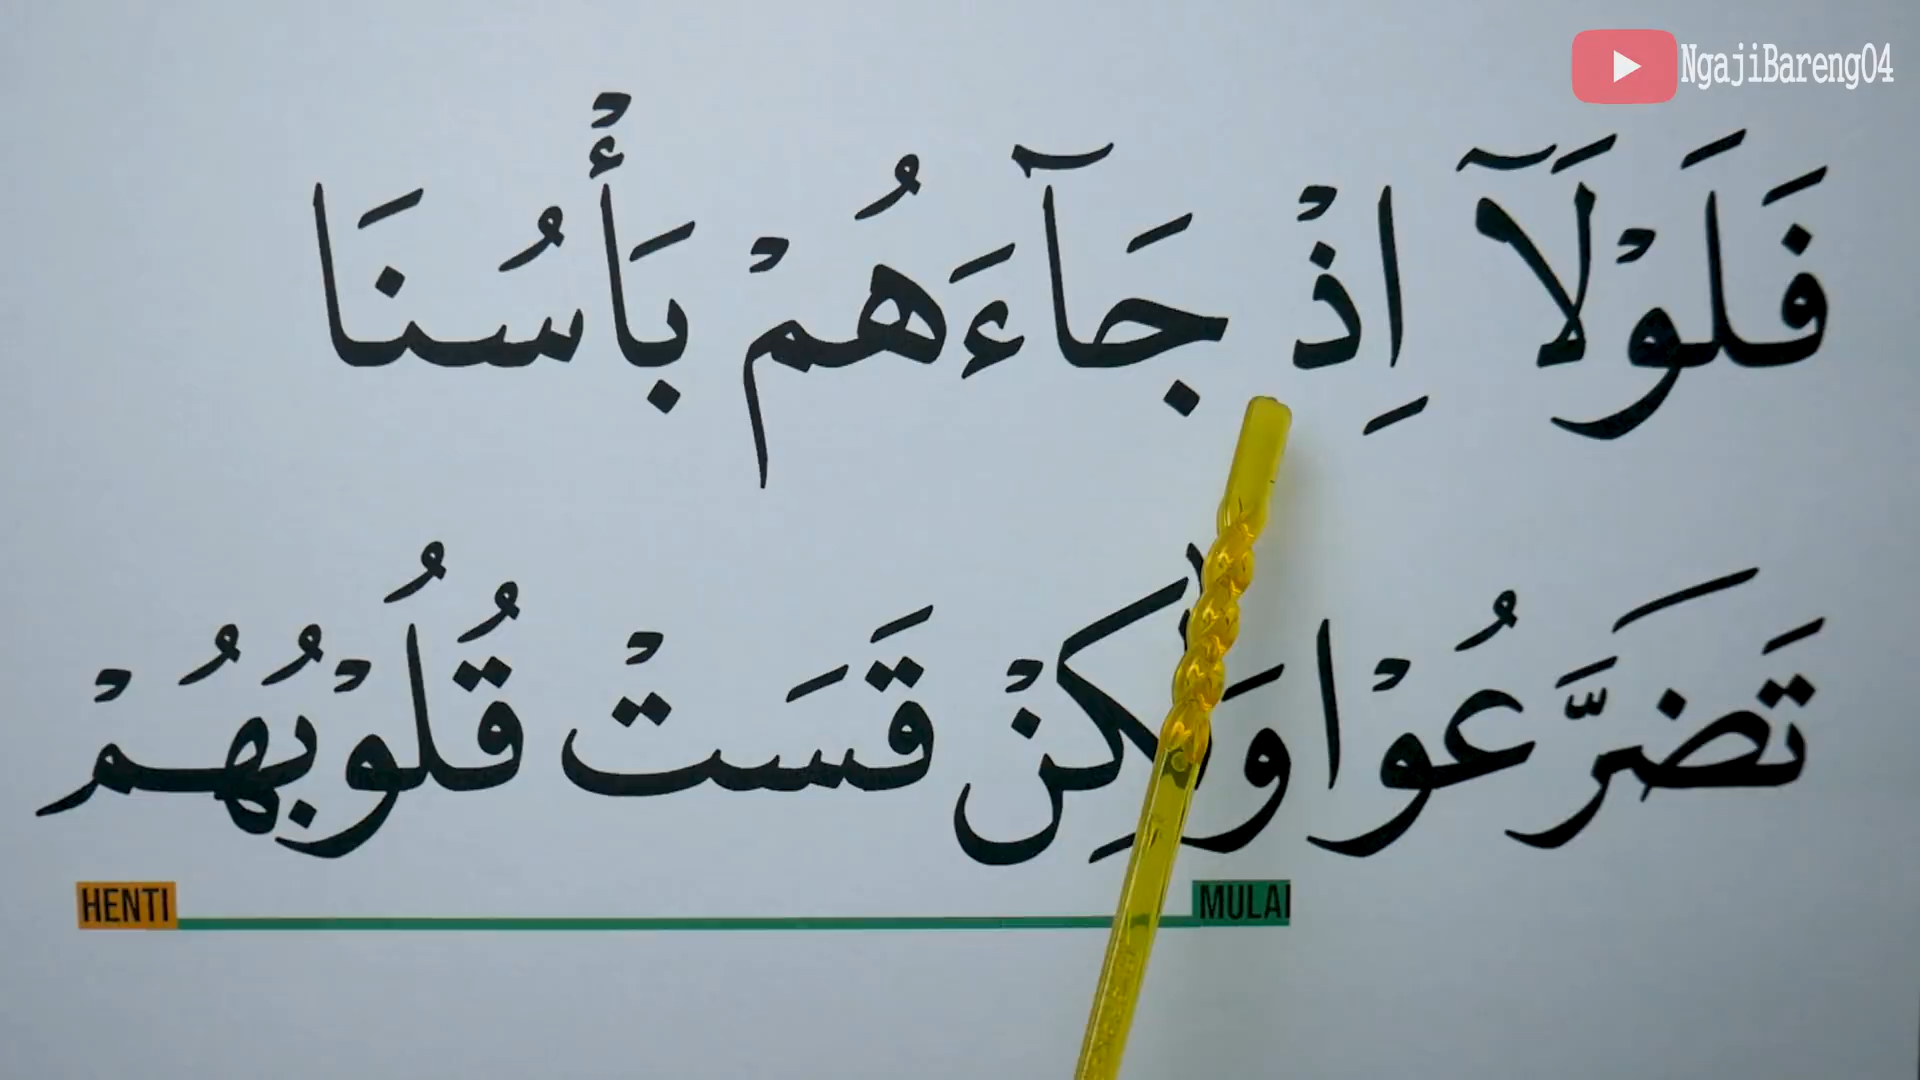 NgajiBareng04
فَلَوْلَآ اِذْ جَآءَهُمْ بَأْسُنَا
تَضَرَّعُوْا وَلٰكِنْ قَسَتْ قُلُوْبُهُمْ
HENTI MULAI